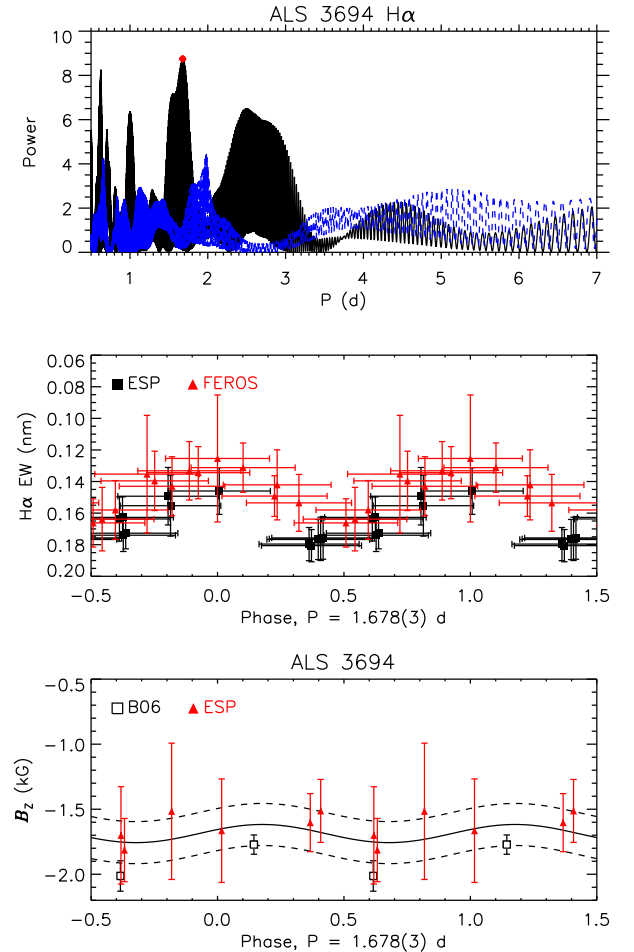 ALS 3694 Hα
10
8
6
4
2
0
Power
1 2 3 4 5 6 7
P (d)
0.06
0.08
0.10
0.12
0.14
0.16
0.18
0.20
Hα EW (nm)
ESP FEROS
-0.5 0.0 0.5 1.0 1.5
Phase, P = 1.678(3) d
ALS 3694
-0.5
-1.0
-1.5
-2.0
Bz (kG)
B06 ESP
-0.5 0.0 0.5 1.0 1.5
Phase, P = 1.678(3) d